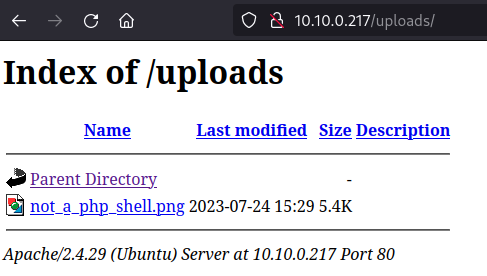 10.10.0.217/uploads/
Index of /uploads
Name Last modified Size Description
Parent Directory -
not_a_php_shell.png 2023-07-24 15:29 5.4K
Apache/2.4.29 (Ubuntu) Server at 10.10.0.217 Port 80